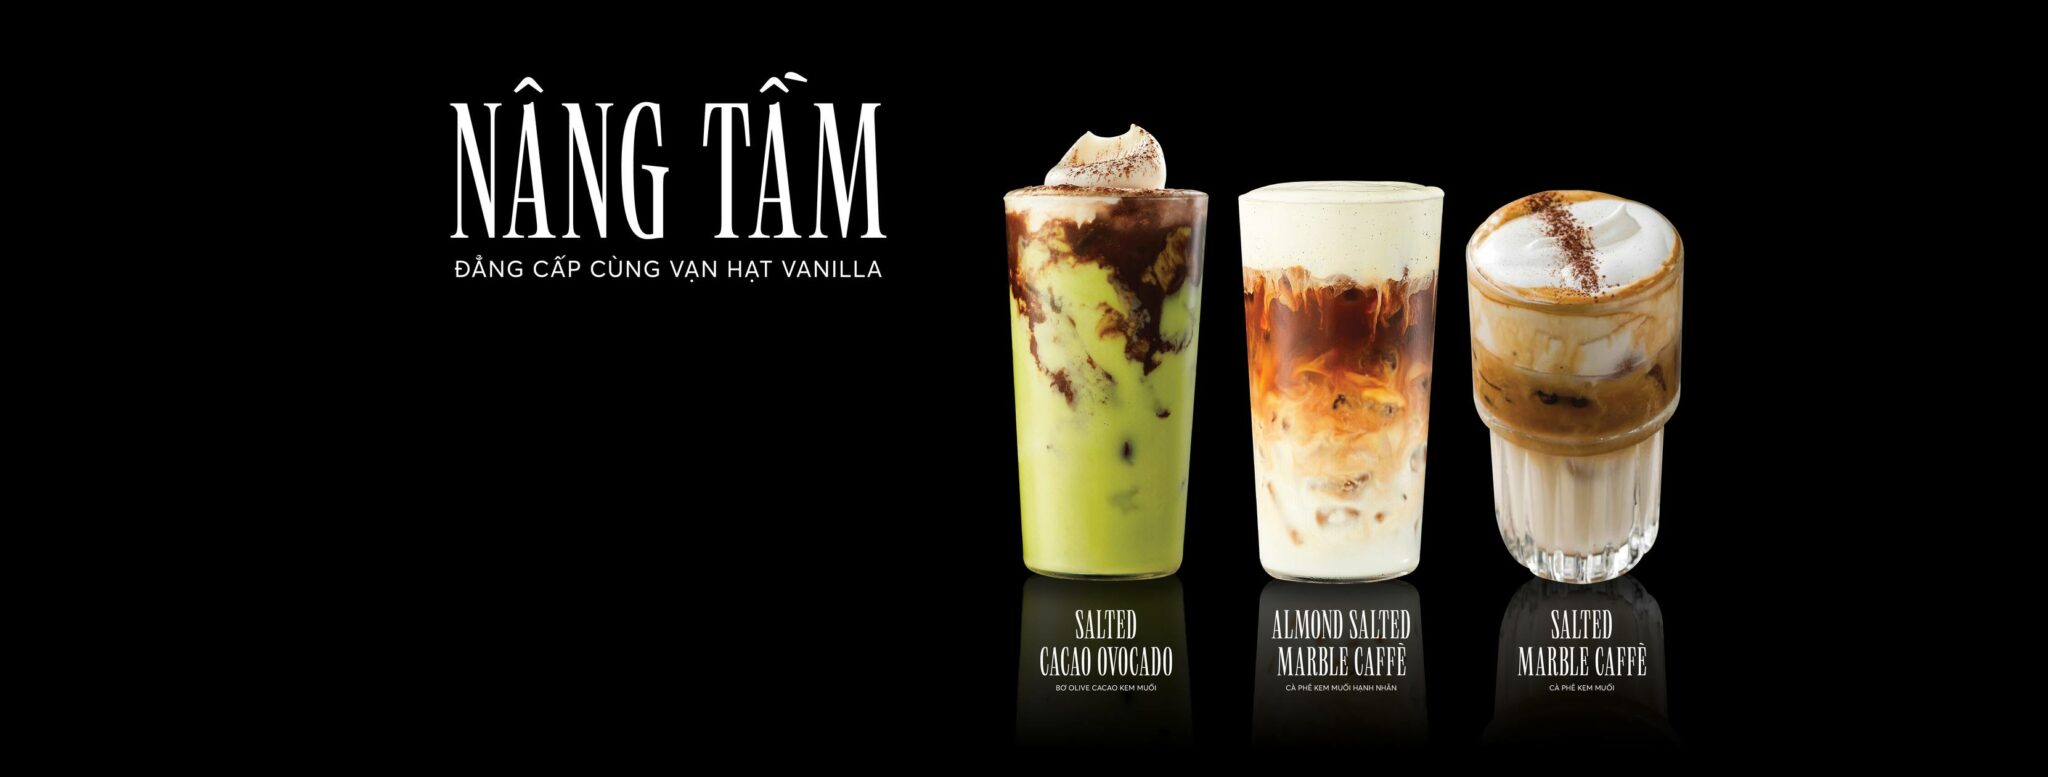 NÂNG TẦM
ĐẲNG CẤP CÙNG VẠN HẠT VANILLA
SALTED
CACAO OVOCADO
BƠ OLIVE CACAO KEM MUỐI
ALMOND SALTED
MARBLE CAFFÈ
CÀ PHÊ KEM MUỐI HẠNH NHÂN
SALTED
MARBLE CAFFÈ
CÀ PHÊ KEM MUỐI